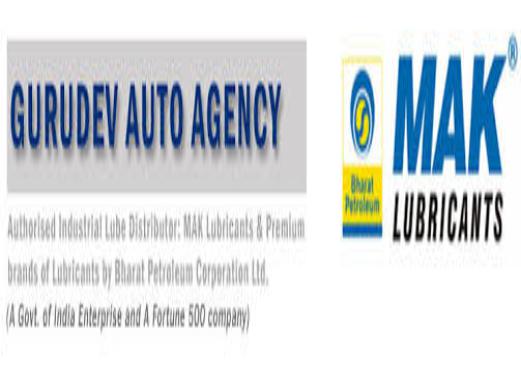 GURUDEV AUTO AGENCY
Authorised Industrial Lube Distributor: MAK Lubricants & Premium
brands of Lubricants by Bharat Petroleum Corporation Ltd.
(A Govt. of India Enterprise and A Fortune 500 company)
Bharat
Petroleum
MAK®
LUBRICANTS